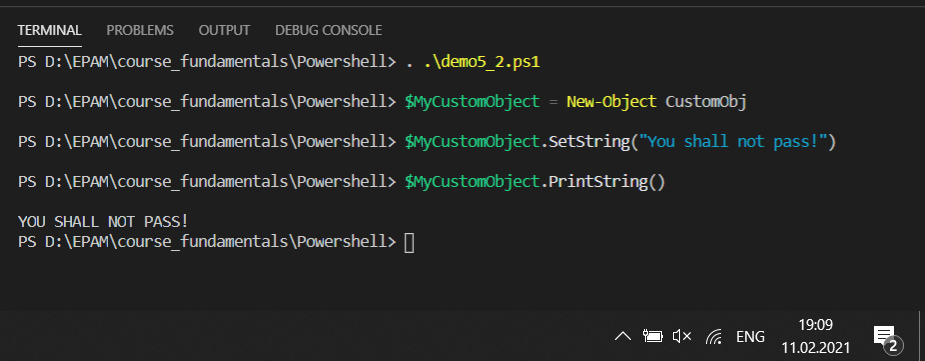 TERMINAL PROBLEMS OUTPUT DEBUG CONSOLE
PS D:\EPAM\course_fundamentals\Powershell> . .\demo5_2.ps1
PS D:\EPAM\course_fundamentals\Powershell> $MyCustomObject = New-Object CustomObj
PS D:\EPAM\course_fundamentals\Powershell> $MyCustomObject.SetString("You shall not pass!")
PS D:\EPAM\course_fundamentals\Powershell> $MyCustomObject.PrintString()
YOU SHALL NOT PASS!
PS D:\EPAM\course_fundamentals\Powershell>
ENG
19:09
11.02.2021
2